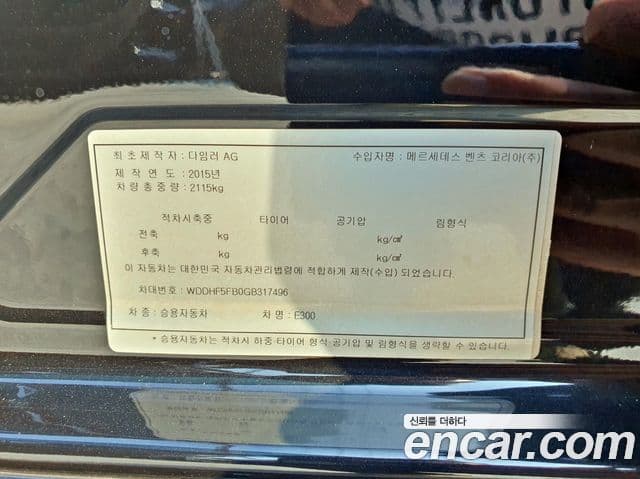 최초제작자 : 다임러 AG 수입자명 : 메르세데스 벤츠 코리아(주)
제작연도 : 2015년
차량총중량 : 2115kg
적차시축중 타이어 공기압 림형식
전축 kg kg/㎠
후축 kg kg/㎠
이 자동차는 대한민국 자동차관리법령에 적합하게 제작(수입) 되었습니다.
차대번호 : WDDHF5FB0GB317496
차종 : 승용자동차 차명 : E300
* 승용자동차는 적차시 하중·타이어 형식·공기압 및 림형식을 생략할 수 있습니다.
신뢰를 더하다
encar.com